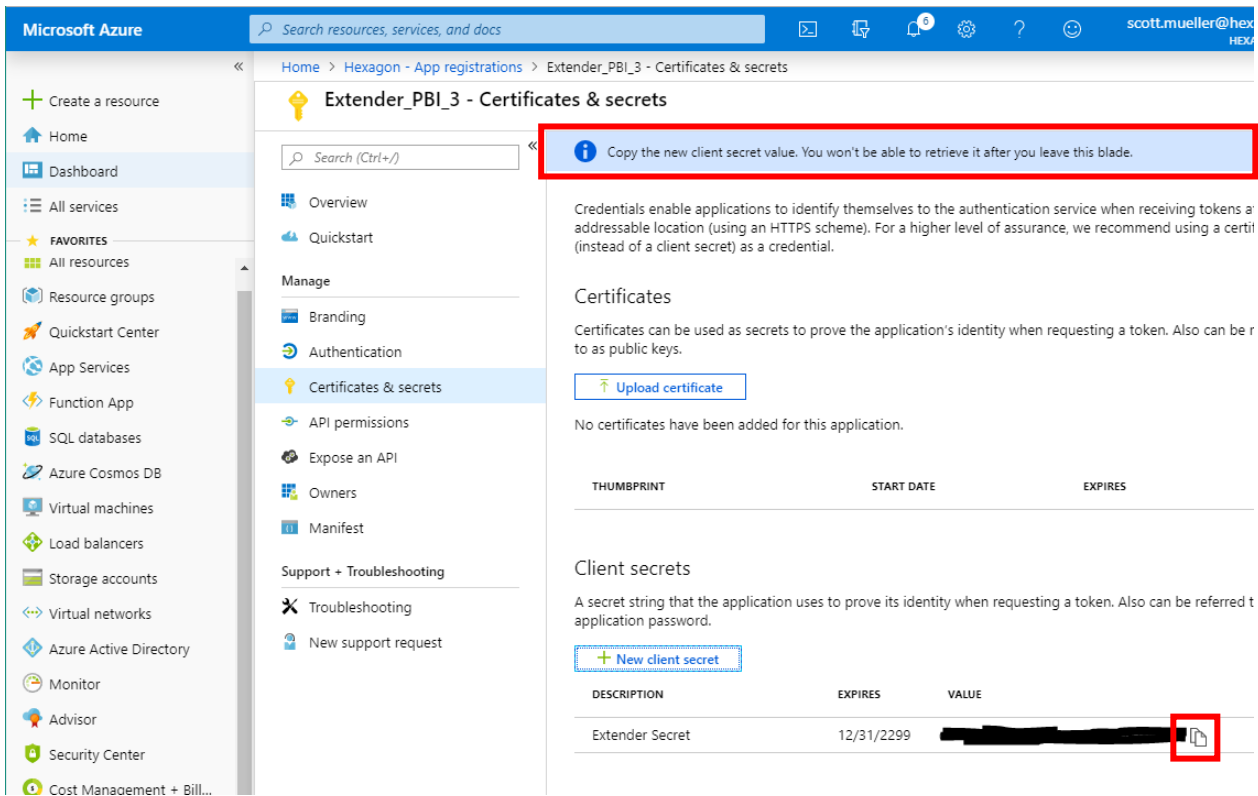 Microsoft Azure
Search resources, services, and docs
6
scott.mueller@hex
HEXA
Home > Hexagon - App registrations > Extender_PBI_3 - Certificates & secrets
Extender_PBI_3 - Certificates & secrets
Create a resource
Home
Dashboard
All services
FAVORITES
All resources
Resource groups
Quickstart Center
App Services
Function App
SQL databases
Azure Cosmos DB
Virtual machines
Load balancers
Storage accounts
Virtual networks
Azure Active Directory
Monitor
Advisor
Security Center
Cost Management + Bill...
Search (Ctrl+/)
Overview
Quickstart
Manage
Branding
Authentication
Certificates & secrets
API permissions
Expose an API
Owners
Manifest
Support + Troubleshooting
Troubleshooting
New support request
Copy the new client secret value. You won't be able to retrieve it after you leave this blade.
Credentials enable applications to identify themselves to the authentication service when receiving tokens a
addressable location (using an HTTPS scheme). For a higher level of assurance, we recommend using a certif
(instead of a client secret) as a credential.
Certificates
Certificates can be used as secrets to prove the application's identity when requesting a token. Also can be r
to as public keys.
Upload certificate
No certificates have been added for this application.
THUMBPRINT START DATE EXPIRES
Client secrets
A secret string that the application uses to prove its identity when requesting a token. Also can be referred t
application password.
New client secret
DESCRIPTION EXPIRES VALUE
Extender Secret 12/31/2299